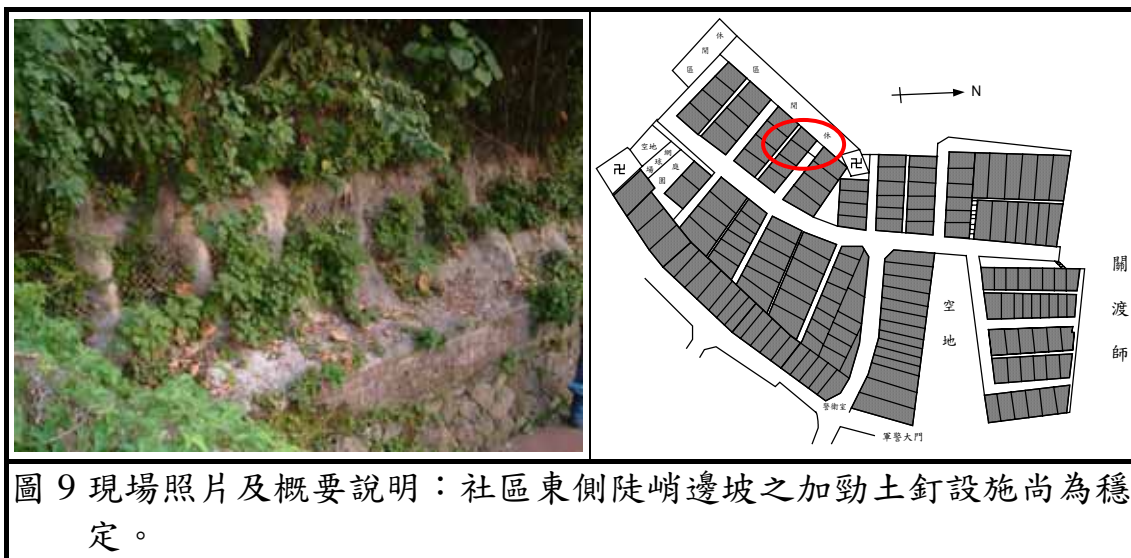 休
閒
區
區
閒
休
N
卍
空地
網
球
場
庭
園
卍
空
地
關
渡
師
警衛室
軍警大門
圖 9 現場照片及概要說明：社區東側陡峭邊坡之加勁土釘設施尚為穩
定。